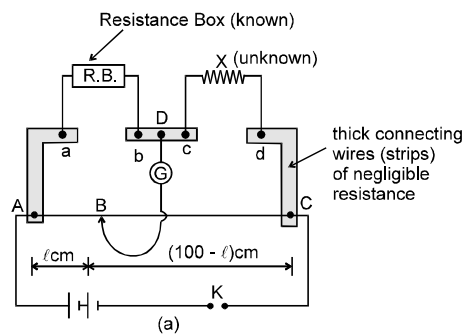 Resistance Box (known)
R.B.
X (unknown)
D
a
b
c
d
G
thick connecting
wires (strips)
of negligible
resistance
A
B
C
ℓcm
(100 - ℓ)cm
K
(a)